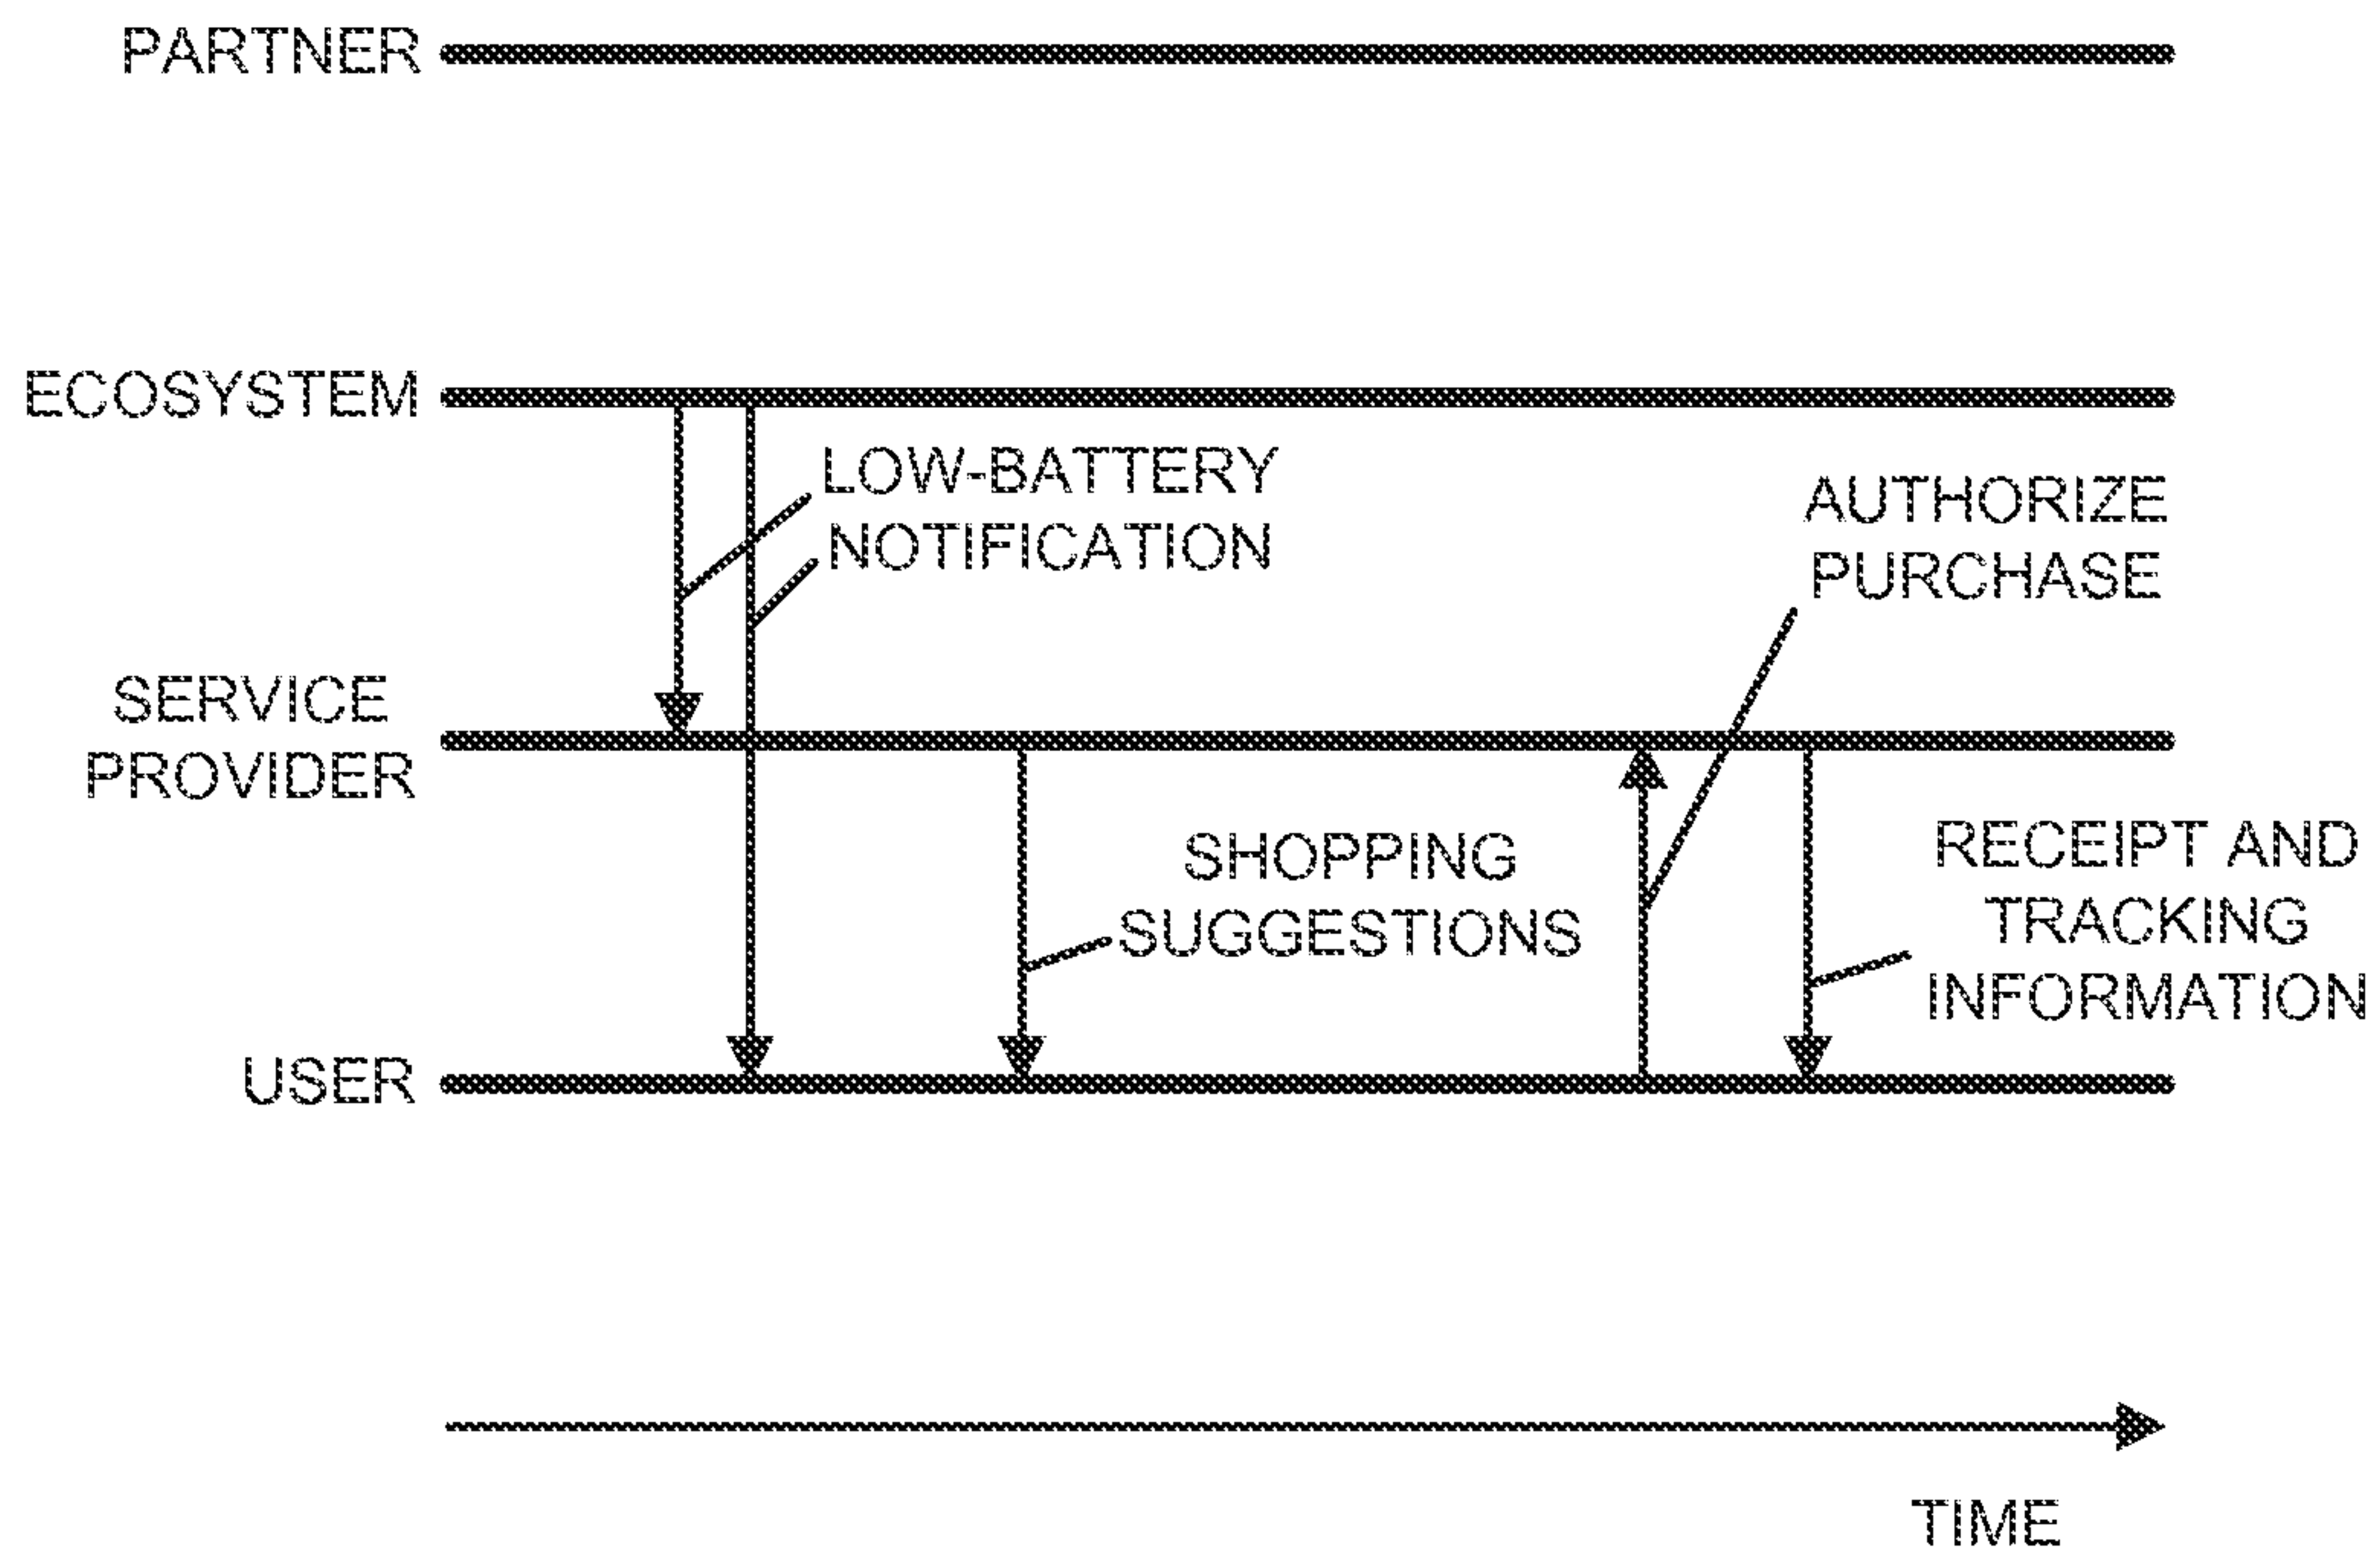 PARTNER
ECOSYSTEM
LOW-BATTERY
NOTIFICATION
AUTHORIZE
PURCHASE
SERVICE
PROVIDER
SHOPPING
SUGGESTIONS
RECEIPT AND
TRACKING
INFORMATION
USER
TIME